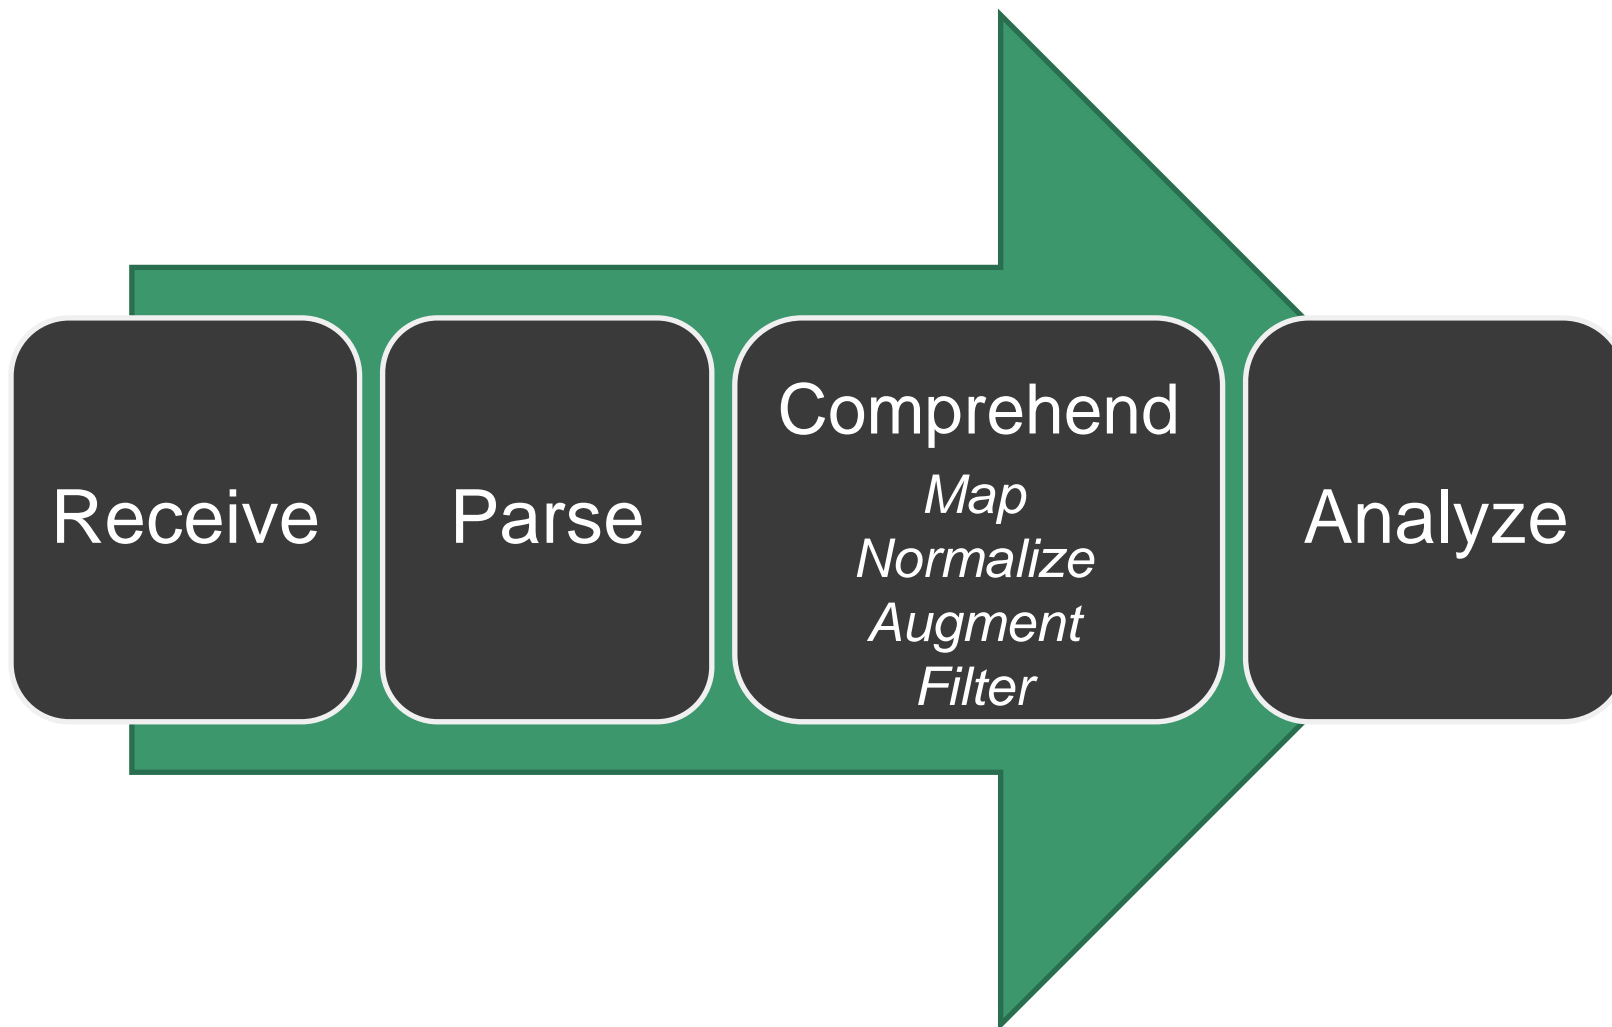 Receive
Parse
Comprehend
Map
Normalize
Augment
Filter
Analyze